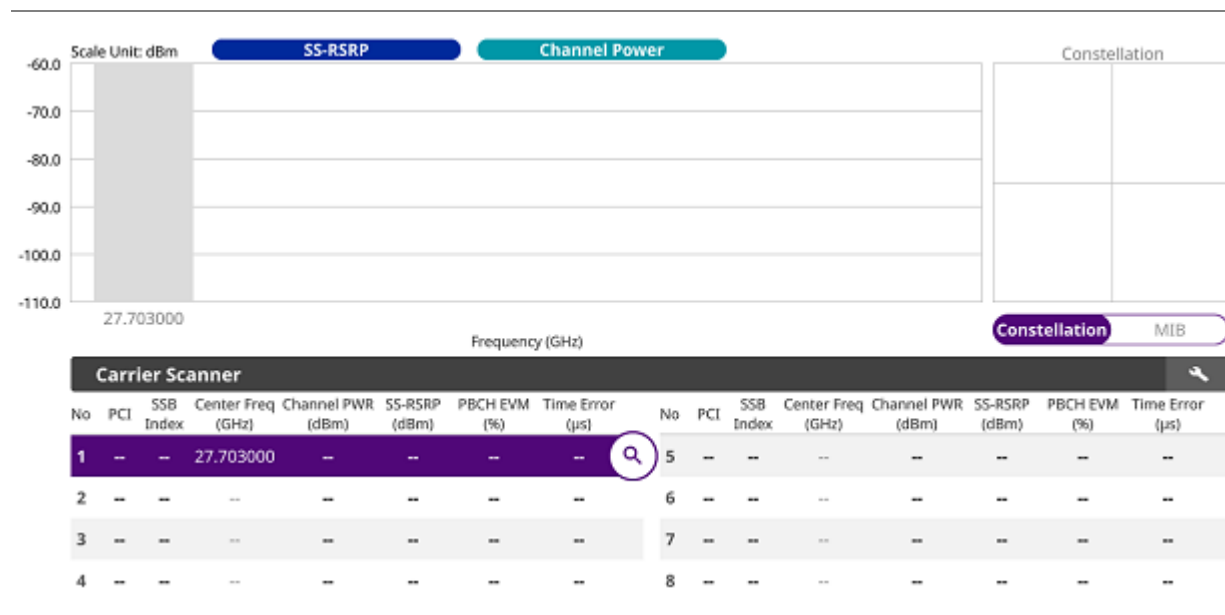 Scale Unit: dBm SS-RSRP Channel Power Constellation
-60.0
-70.0
-80.0
-90.0
-100.0
-110.0
27.703000
Frequency (GHz)
Constellation MIB
Carrier Scanner
No PCI SSB Index Center Freq (GHz) Channel PWR (dBm) SS-RSRP (dBm) PBCH EVM (%) Time Error (µs) No PCI SSB Index Center Freq (GHz) Channel PWR (dBm) SS-RSRP (dBm) PBCH EVM (%) Time Error (µs)
1 -- -- 27.703000 -- -- -- -- 5 -- -- -- -- -- -- --
2 -- -- -- -- -- -- -- 6 -- -- -- -- -- -- --
3 -- -- -- -- -- -- -- 7 -- -- -- -- -- -- --
4 -- -- -- -- -- -- -- 8 -- -- -- -- -- -- --